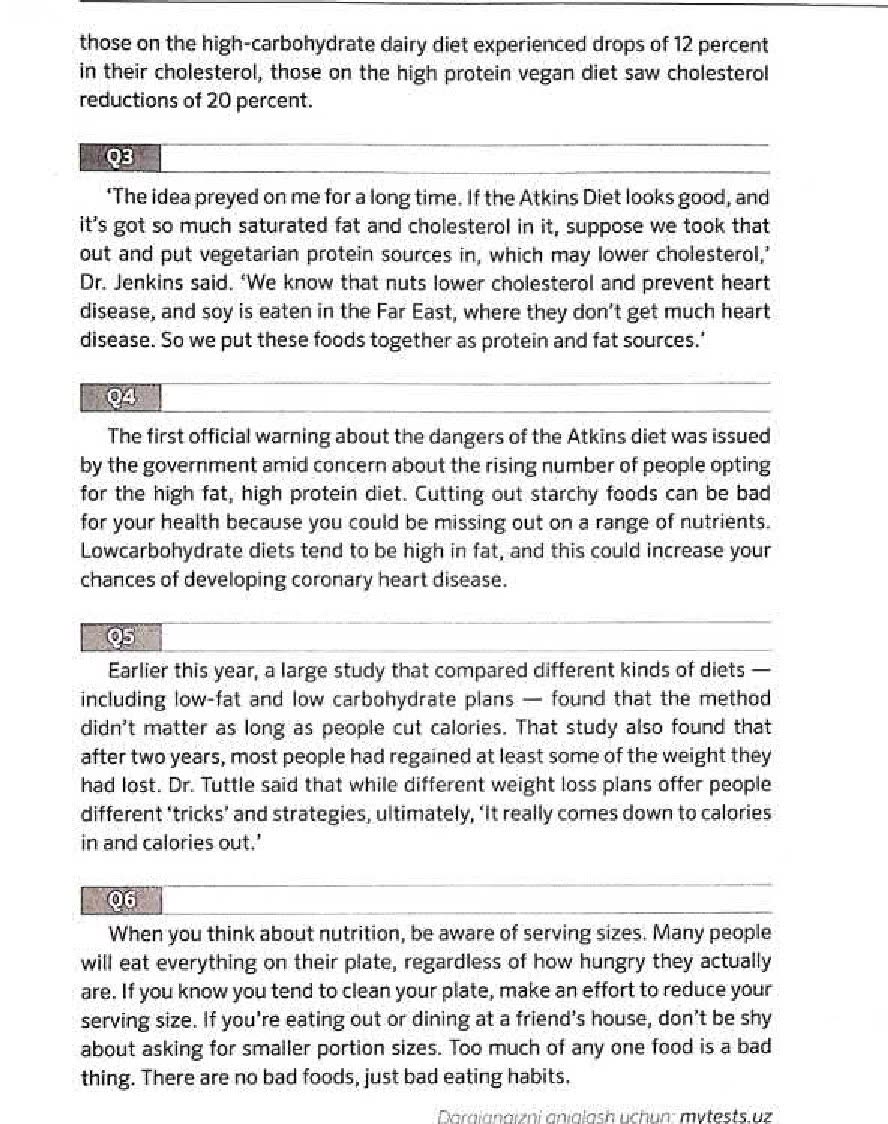 those on the high-carbohydrate dairy diet experienced drops of 12 percent
in their cholesterol, those on the high protein vegan diet saw cholesterol
reductions of 20 percent.
Q3
‘The idea preyed on me for a long time. If the Atkins Diet looks good, and
it’s got so much saturated fat and cholesterol in it, suppose we took that
out and put vegetarian protein sources in, which may lower cholesterol,’
Dr. Jenkins said. ‘We know that nuts lower cholesterol and prevent heart
disease, and soy is eaten in the Far East, where they don’t get much heart
disease. So we put these foods together as protein and fat sources.’
Q4
The first official warning about the dangers of the Atkins diet was issued
by the government amid concern about the rising number of people opting
for the high fat, high protein diet. Cutting out starchy foods can be bad
for your health because you could be missing out on a range of nutrients.
Lowcarbohydrate diets tend to be high in fat, and this could increase your
chances of developing coronary heart disease.
Q5
Earlier this year, a large study that compared different kinds of diets —
including low-fat and low carbohydrate plans — found that the method
didn’t matter as long as people cut calories. That study also found that
after two years, most people had regained at least some of the weight they
had lost. Dr. Tuttle said that while different weight loss plans offer people
different ‘tricks’ and strategies, ultimately, ‘It really comes down to calories
in and calories out.’
Q6
When you think about nutrition, be aware of serving sizes. Many people
will eat everything on their plate, regardless of how hungry they actually
are. If you know you tend to clean your plate, make an effort to reduce your
serving size. If you’re eating out or dining at a friend’s house, don’t be shy
about asking for smaller portion sizes. Too much of any one food is a bad
thing. There are no bad foods, just bad eating habits.
Darajangizni aniqlash uchun: mytests.uz